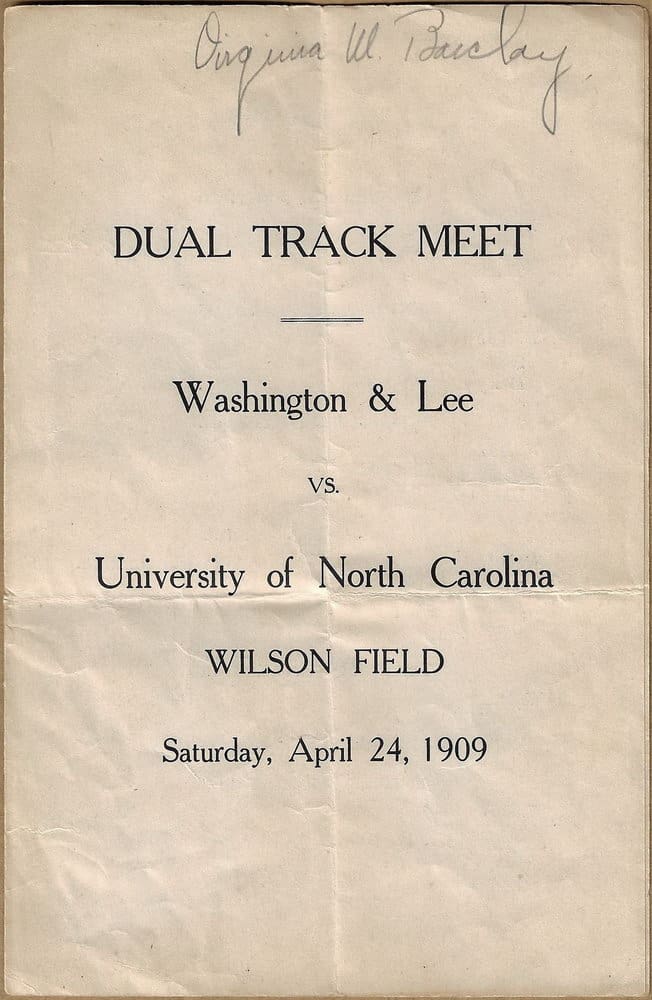 Virginia M. Barclay.
DUAL TRACK MEET
Washington & Lee
VS.
University of North Carolina
WILSON FIELD
Saturday, April 24, 1909